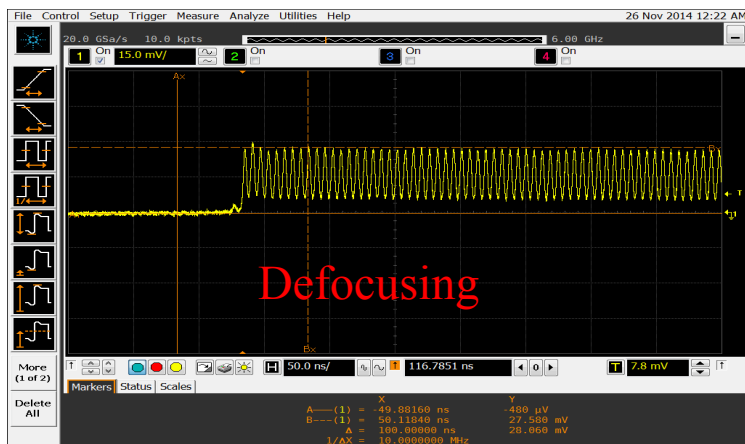 File Control Setup Trigger Measure Analyze Utilities Help 26 Nov 2014 12:22 AM
20.0 GSa/s 10.0 kpts 6.00 GHz
1 On 15.0 mV/ 2 On 3 On 4 On
Ax
Bx
T
1
Defocusing
1/
Bx
More
(1 of 2)
H 50.0 ns/ 116.7851 ns 0 T 7.8 mV
Markers Status Scales
Delete
All
X Y
A——(1) = -49.88160 ns -480 µV
B---(1) = 50.11840 ns 27.580 mV
Δ = 100.00000 ns 28.060 mV
1/ΔX = 10.0000000 MHz